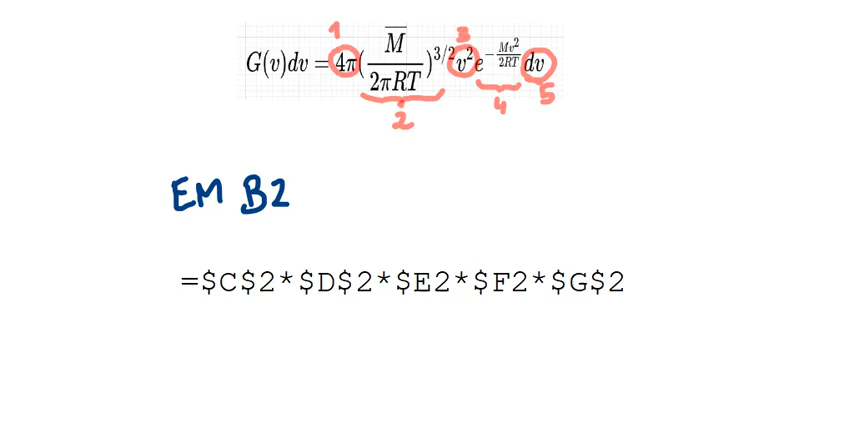 1 3
G(v)dv = 4π(M̅/2πRT)^3/2 v² e^−Mv²/2RT dv
2 4 5
EM B2
=$C$2*$D$2*$E2*$F2*$G$2